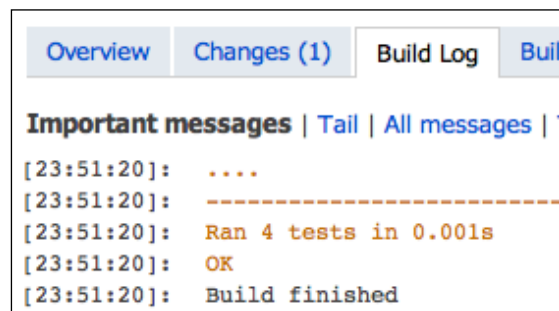 Overview Changes (1) Build Log
Important messages | Tail | All messages |
[23:51:20]: ....
[23:51:20]: --------------------------
[23:51:20]: Ran 4 tests in 0.001s
[23:51:20]: OK
[23:51:20]: Build finished